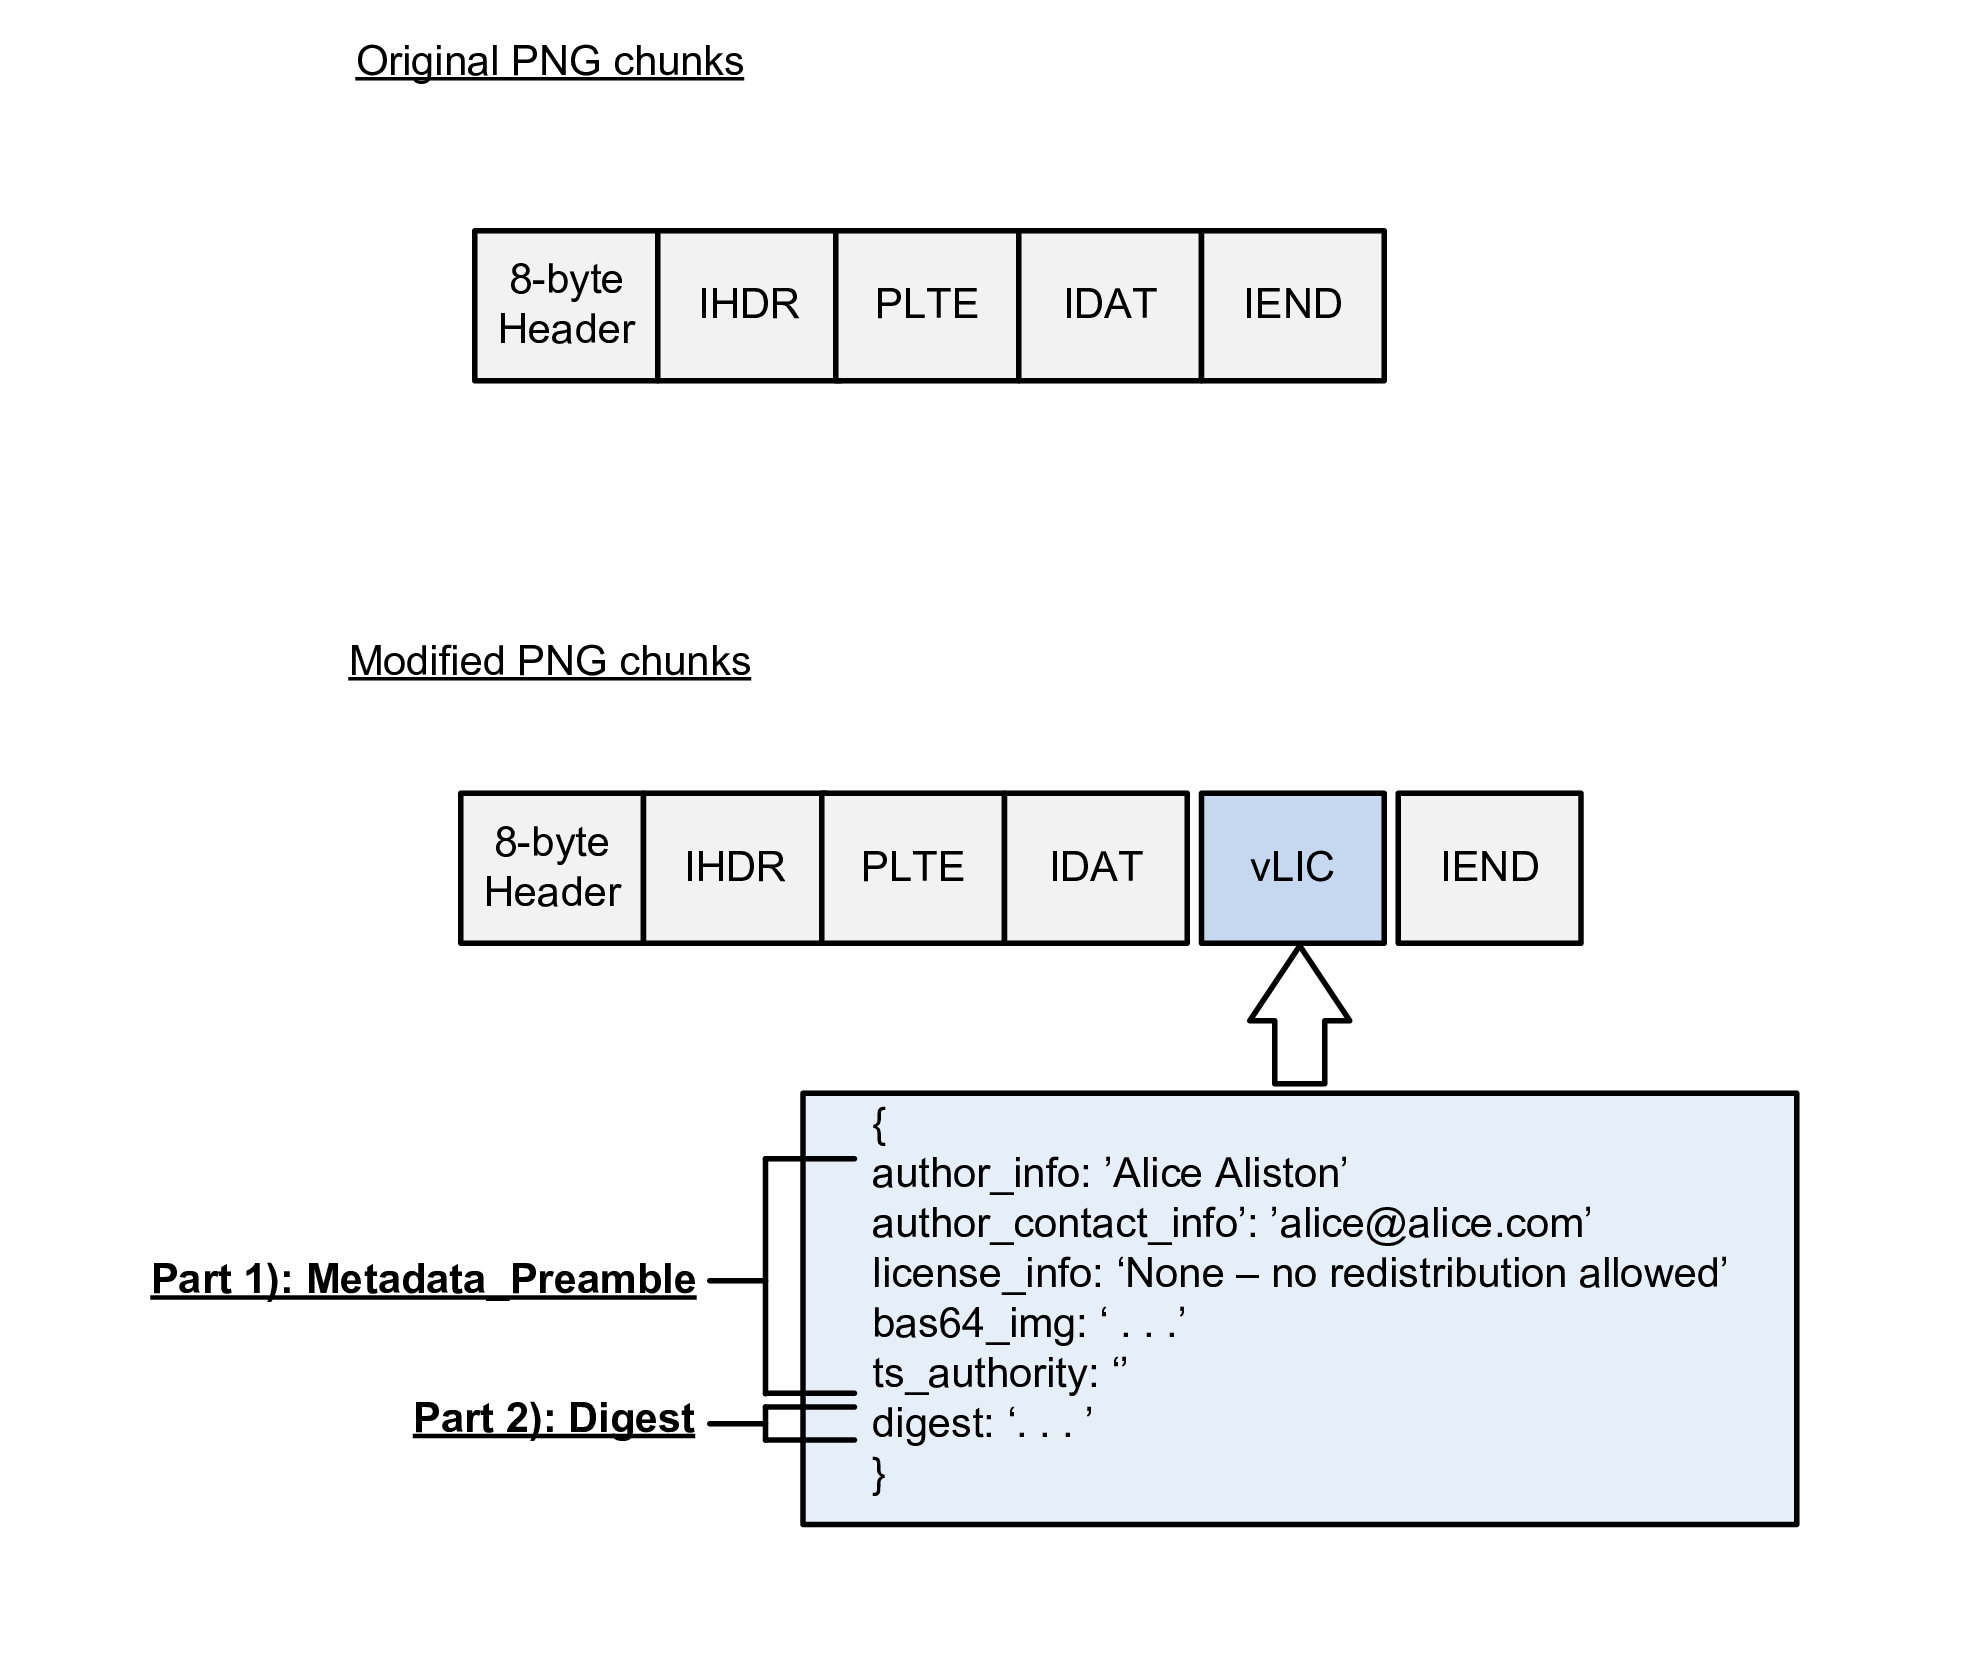 Original PNG chunks
8-byte
Header
IHDR
PLTE
IDAT
IEND
Modified PNG chunks
8-byte
Header
IHDR
PLTE
IDAT
vLIC
IEND
{
author_info: ’Alice Aliston’
author_contact_info’: ’alice@alice.com’
license_info: ‘None – no redistribution allowed’
bas64_img: ‘ . . .’
ts_authority: ‘’
digest: ‘. . . ’
}
Part 1): Metadata_Preamble
Part 2): Digest